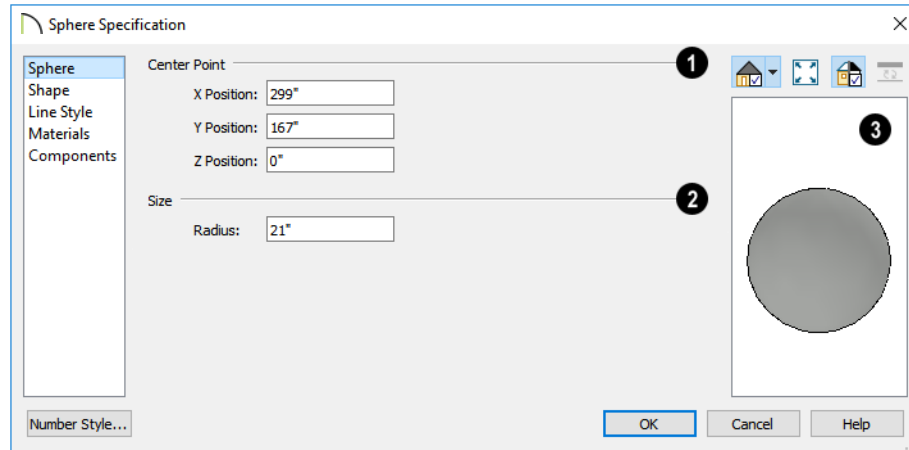 Sphere Specification
Sphere
Shape
Line Style
Materials
Components
Center Point
1
X Position: 299"
Y Position: 167"
Z Position: 0"
Size
2
Radius: 21"
3
Number Style...
OK
Cancel
Help